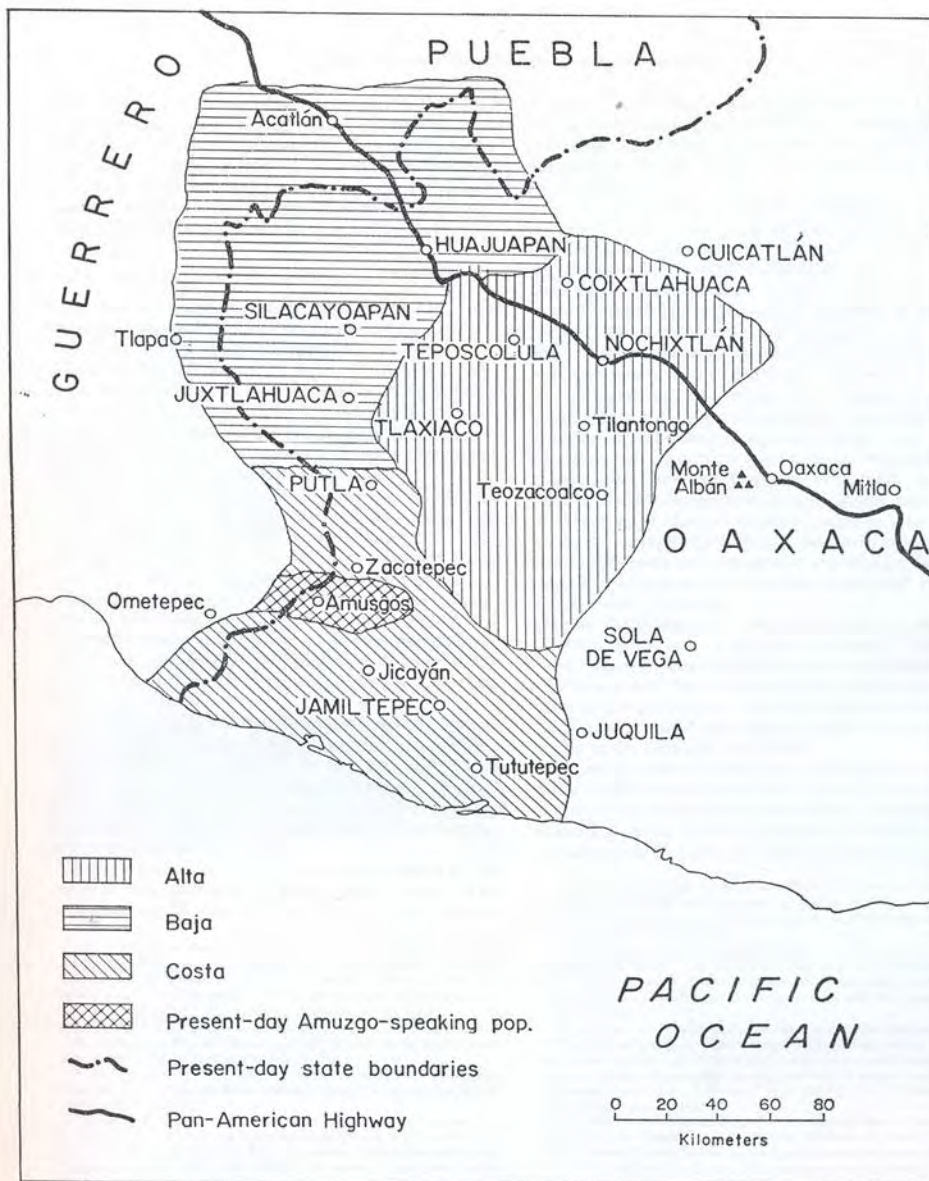 PUEBLA
GUERRERO
Acatlán
HUAJUAPAN
CUICATLÁN
COIXTLAHUACA
SILACAYOAPAN
Tlapa
TEPOSCOLULA
NOCHIXTLÁN
JUXTLAHUACA
TLAXIACO
Tilantongo
Monte
Albán
Oaxaca
Mitla
PUTLA
Teozacoalco
OAXACA
Zacatepec
Ometepec
Amusgos
SOLA
DE VEGA
Jicayán
JAMILTEPEC
JUQUILA
Tututepec
Alta
Baja
Costa
Present-day Amuzgo-speaking pop.
Present-day state boundaries
Pan-American Highway
PACIFIC
OCEAN
0 20 40 60 80
Kilometers